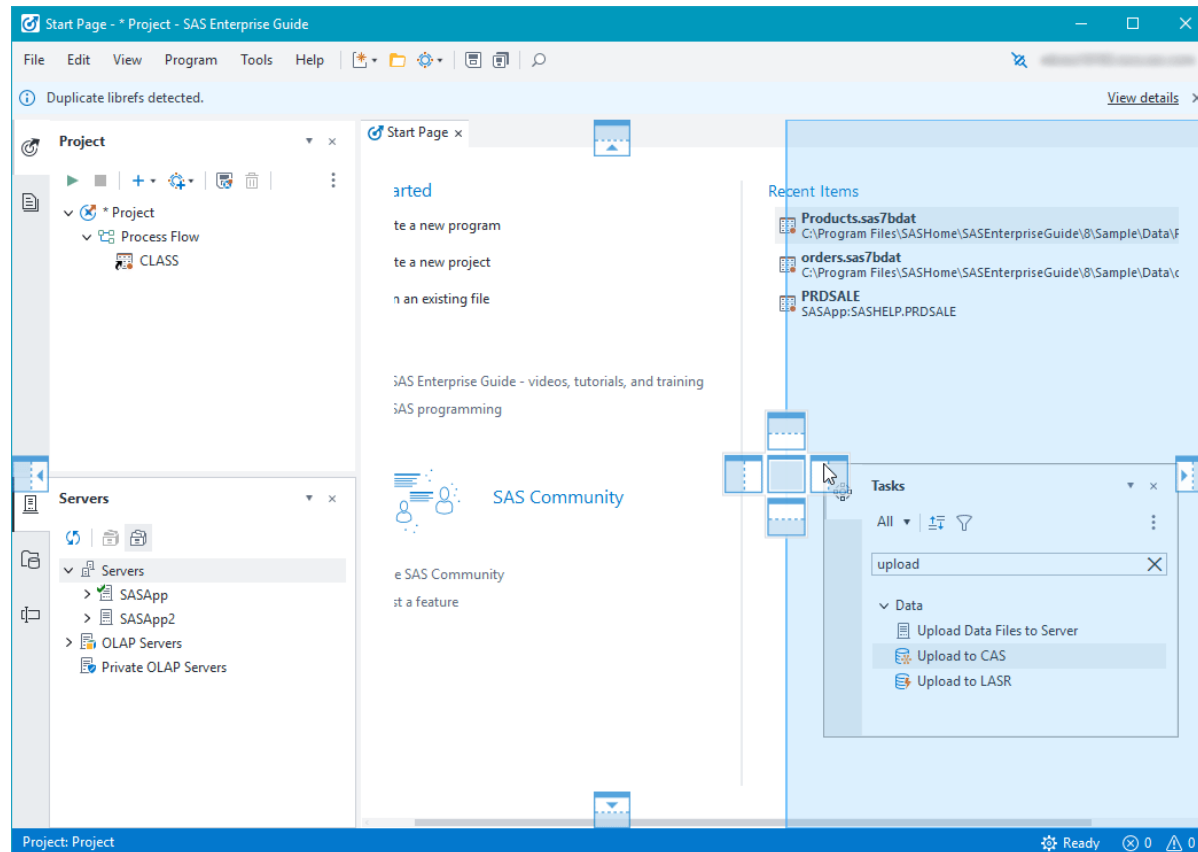 Start Page - * Project - SAS Enterprise Guide
File Edit View Program Tools Help
Duplicate librefs detected. View details
Project
* Project
Process Flow
CLASS
Servers
Servers
SASApp
SASApp2
OLAP Servers
Private OLAP Servers
Start Page
arted
te a new program
te a new project
n an existing file
SAS Enterprise Guide - videos, tutorials, and training
SAS programming
SAS Community
e SAS Community
st a feature
Recent Items
Products.sas7bdat
C:\Program Files\SASHome\SASEnterpriseGuide\8\Sample\Data\P
orders.sas7bdat
C:\Program Files\SASHome\SASEnterpriseGuide\8\Sample\Data\c
PRDSALE
SASApp:SASHELP.PRDSALE
Tasks
All
upload
Data
Upload Data Files to Server
Upload to CAS
Upload to LASR
Project: Project Ready 0 0